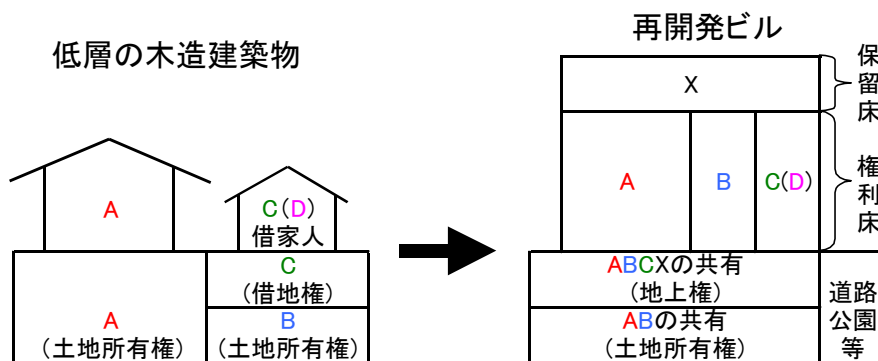 低層の木造建築物
A
C(D)
借家人
C
(借地権)
A
(土地所有権)
B
(土地所有権)
再開発ビル
X
保留床
A
B
C(D)
権利床
ABCXの共有
(地上権)
ABの共有
(土地所有権)
道路
公園
等